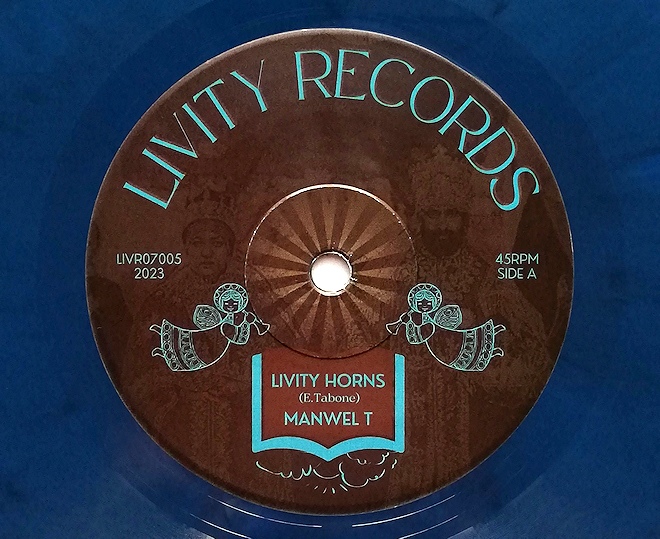 LIVITY RECORDS
LIVR07005
2023
45RPM
SIDE A
LIVITY HORNS
(E.Tabone)
MANWEL T